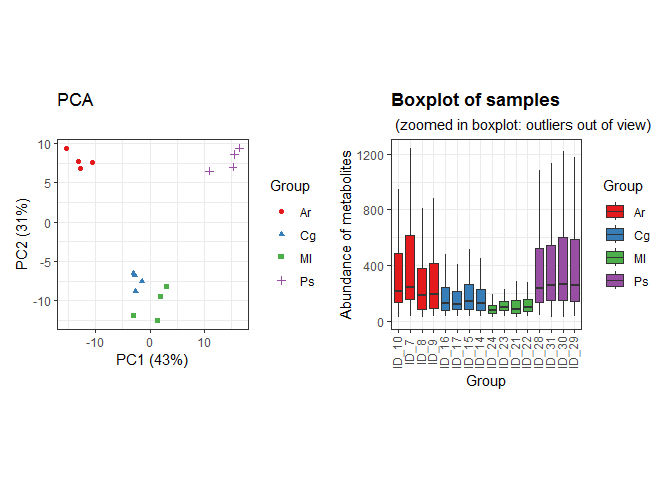 PCA
10
5
0
-5
-10
-10
0
10
PC2 (31%)
PC1 (43%)
Group
Ar
Cg
MI
Ps
Boxplot of samples
(zoomed in boxplot: outliers out of view)
1200
800
400
0
Abundance of metabolites
ID_10
ID_7
ID_8
ID_9
ID_16
ID_17
ID_15
ID_14
ID_24
ID_23
ID_21
ID_22
ID_28
ID_31
ID_30
ID_29
Group
Group
Ar
Cg
MI
Ps